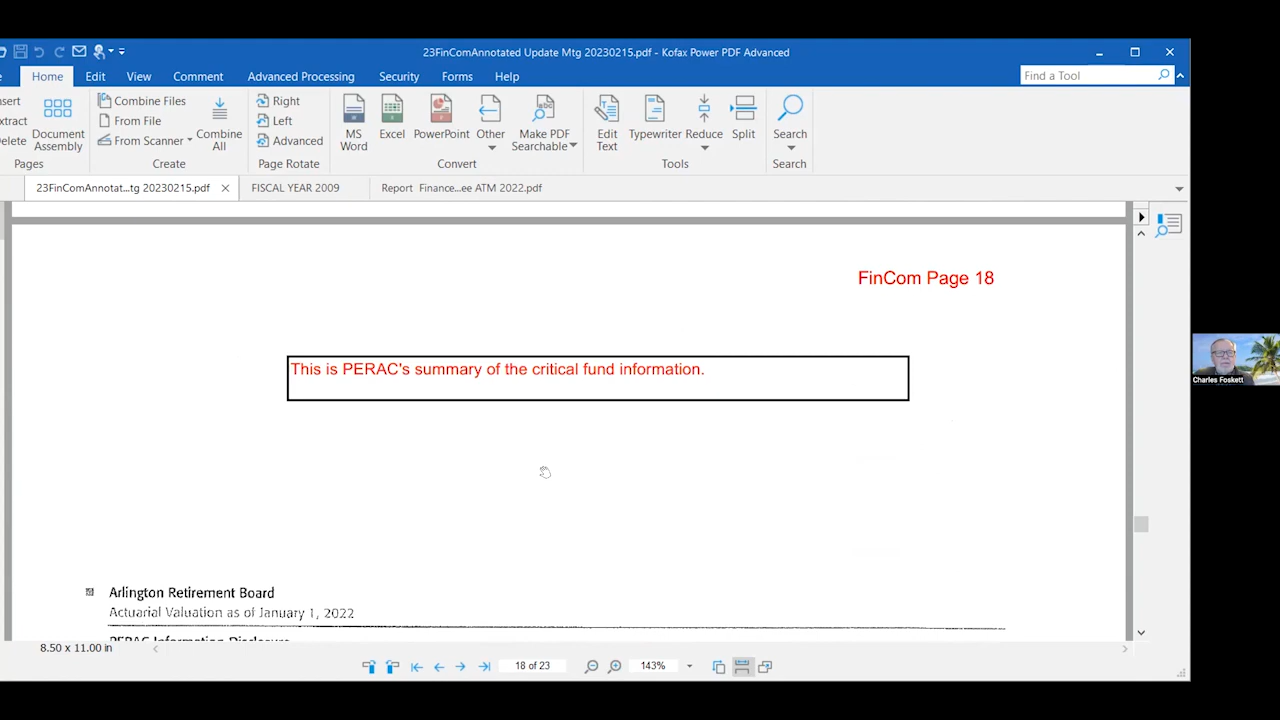 23FinComAnnotated Update Mtg 20230215.pdf - Kofax Power PDF Advanced
Home Edit View Comment Advanced Processing Security Forms Help
Find a Tool
Combine Files
From File
From Scanner
Combine All
Document Assembly
Pages
Create
Right
Left
Advanced
Page Rotate
MS Word
Excel
PowerPoint
Other
Make PDF Searchable
Convert
Edit Text
Typewriter
Reduce
Split
Tools
Search
Search
23FinComAnnotat...tg 20230215.pdf
FISCAL YEAR 2009
Report Finance...ee ATM 2022.pdf
FinCom Page 18
This is PERAC's summary of the critical fund information.
Charles Foskett
Arlington Retirement Board
Actuarial Valuation as of January 1, 2022
PERAC Information Disclosure
8.50 x 11.00 in
18 of 23
143%